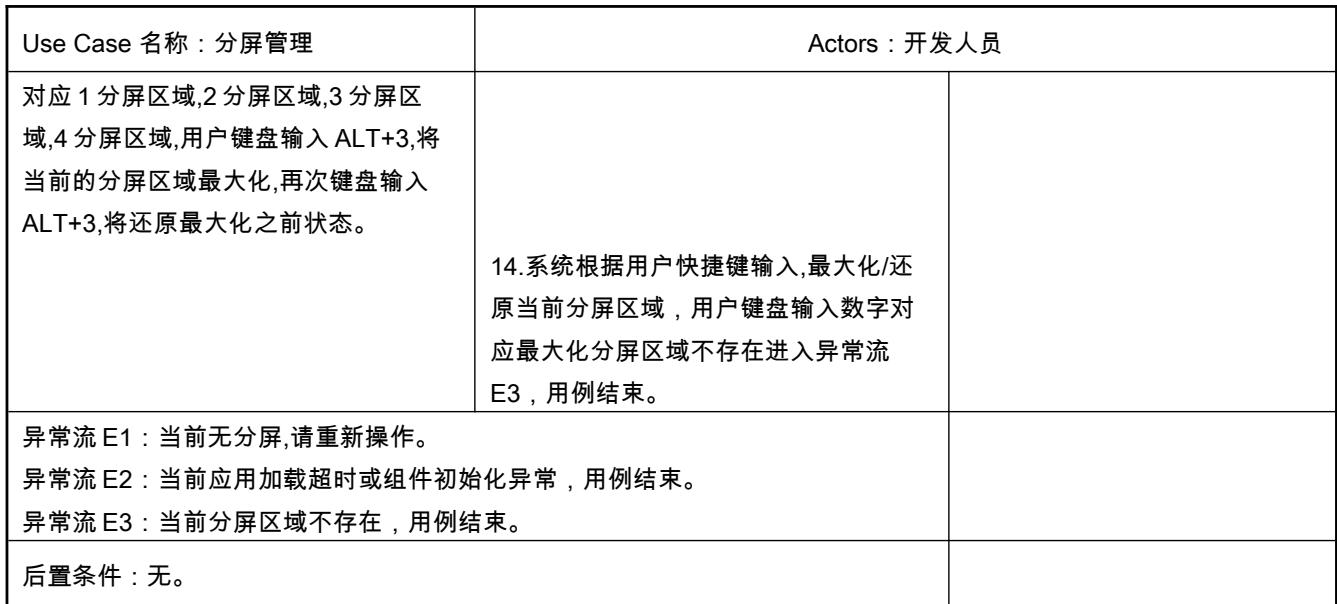 Use Case 名称：分屏管理
Actors：开发人员
对应 1 分屏区域,2 分屏区域,3 分屏区
域,4 分屏区域,用户键盘输入 ALT+3,将
当前的分屏区域最大化,再次键盘输入
ALT+3,将还原最大化之前状态。
14.系统根据用户快捷键输入,最大化/还
原当前分屏区域，用户键盘输入数字对
应最大化分屏区域不存在进入异常流
E3，用例结束。
异常流 E1：当前无分屏,请重新操作。
异常流 E2：当前应用加载超时或组件初始化异常，用例结束。
异常流 E3：当前分屏区域不存在，用例结束。
后置条件：无。